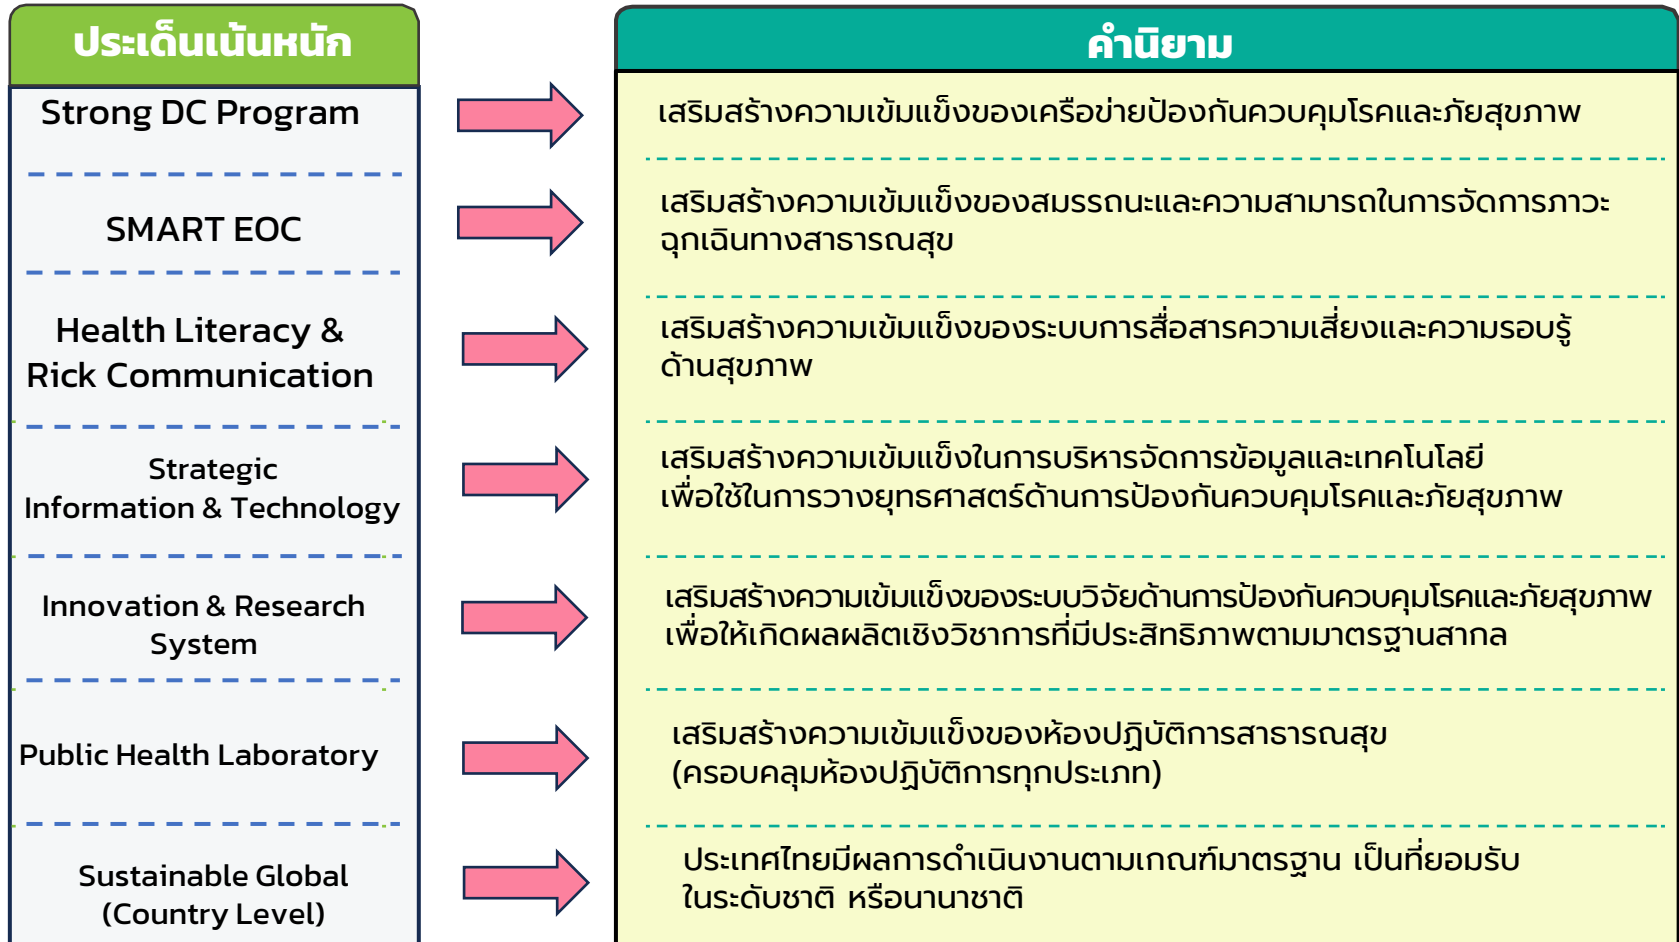 ประเด็นเน้นหนัก
คำนิยาม
Strong DC Program
เสริมสร้างความเข้มแข็งของเครือข่ายป้องกันควบคุมโรคและภัยสุขภาพ
SMART EOC
เสริมสร้างความเข้มแข็งของสมรรถนะและความสามารถในการจัดการภาวะ
ฉุกเฉินทางสาธารณสุข
Health Literacy &
Rick Communication
เสริมสร้างความเข้มแข็งของระบบการสื่อสารความเสี่ยงและความรอบรู้
ด้านสุขภาพ
Strategic
Information & Technology
เสริมสร้างความเข้มแข็งในการบริหารจัดการข้อมูลและเทคโนโลยี
เพื่อใช้ในการวางยุทธศาสตร์ด้านการป้องกันควบคุมโรคและภัยสุขภาพ
Innovation & Research
System
เสริมสร้างความเข้มแข็งของระบบวิจัยด้านการป้องกันควบคุมโรคและภัยสุขภาพ
เพื่อให้เกิดผลผลิตเชิงวิชาการที่มีประสิทธิภาพตามมาตรฐานสากล
Public Health Laboratory
เสริมสร้างความเข้มแข็งของห้องปฏิบัติการสาธารณสุข
(ครอบคลุมห้องปฏิบัติการทุกประเภท)
Sustainable Global
(Country Level)
ประเทศไทยมีผลการดำเนินงานตามเกณฑ์มาตรฐาน เป็นที่ยอมรับ
ในระดับชาติ หรือนานาชาติ